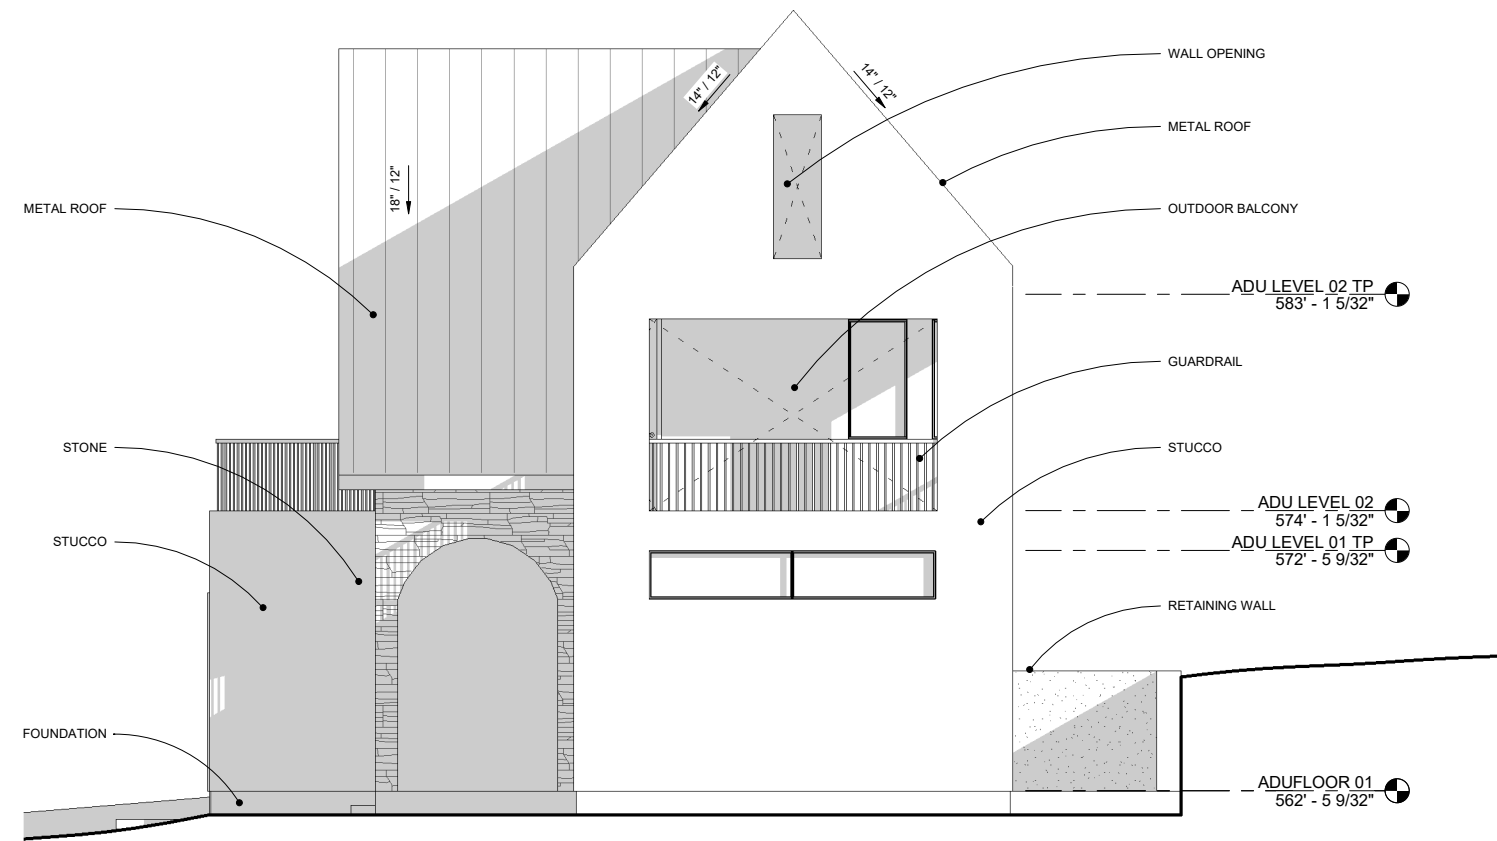 WALL OPENING
14" / 12"
14" / 12"
METAL ROOF
18" / 12"
METAL ROOF
OUTDOOR BALCONY
ADU LEVEL 02 TP
583' - 1 5/32"
GUARDRAIL
STONE
STUCCO
ADU LEVEL 02
574' - 1 5/32"
STUCCO
ADU LEVEL 01 TP
572' - 5 9/32"
RETAINING WALL
FOUNDATION
ADUFLOOR 01
562' - 5 9/32"